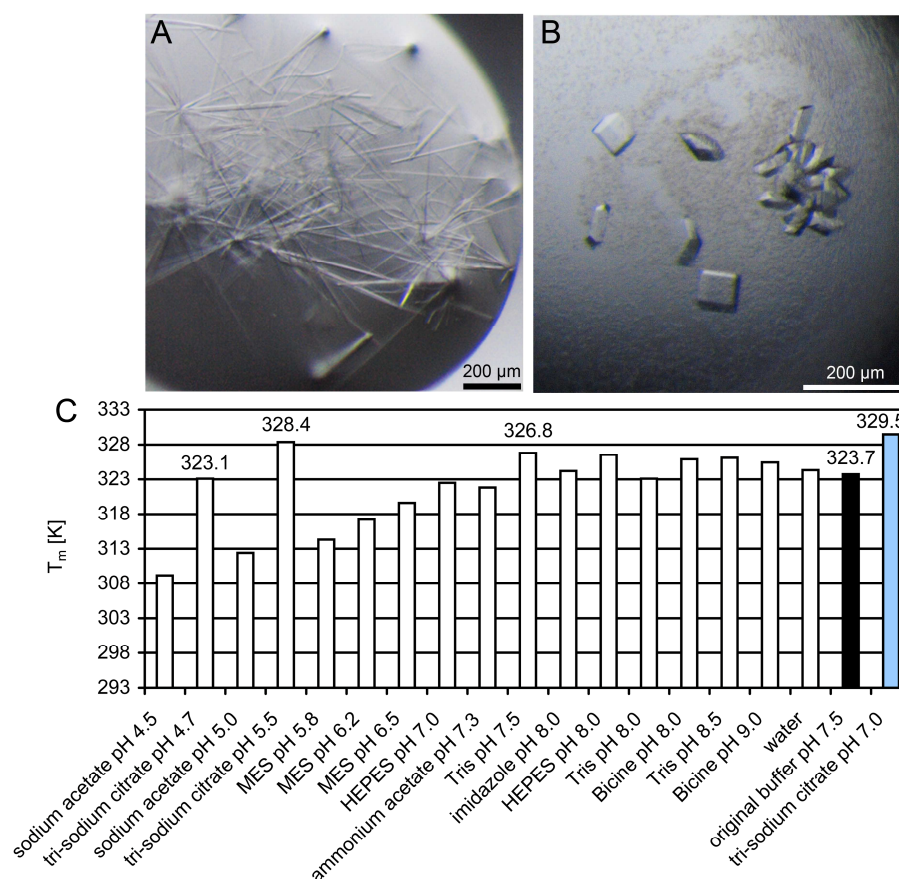 A
B
200 µm
200 µm
C
333
328
323
318
313
308
303
298
293
Tm [K]
323.1
328.4
326.8
323.7
329.5
sodium acetate pH 4.5
tri-sodium citrate pH 4.7
sodium acetate pH 5.0
tri-sodium citrate pH 5.5
MES pH 5.8
MES pH 6.2
MES pH 6.5
HEPES pH 7.0
ammonium acetate pH 7.3
Tris pH 7.5
imidazole pH 8.0
HEPES pH 8.0
Tris pH 8.0
Bicine pH 8.0
Tris pH 8.5
Bicine pH 9.0
water
original buffer pH 7.5
tri-sodium citrate pH 7.0